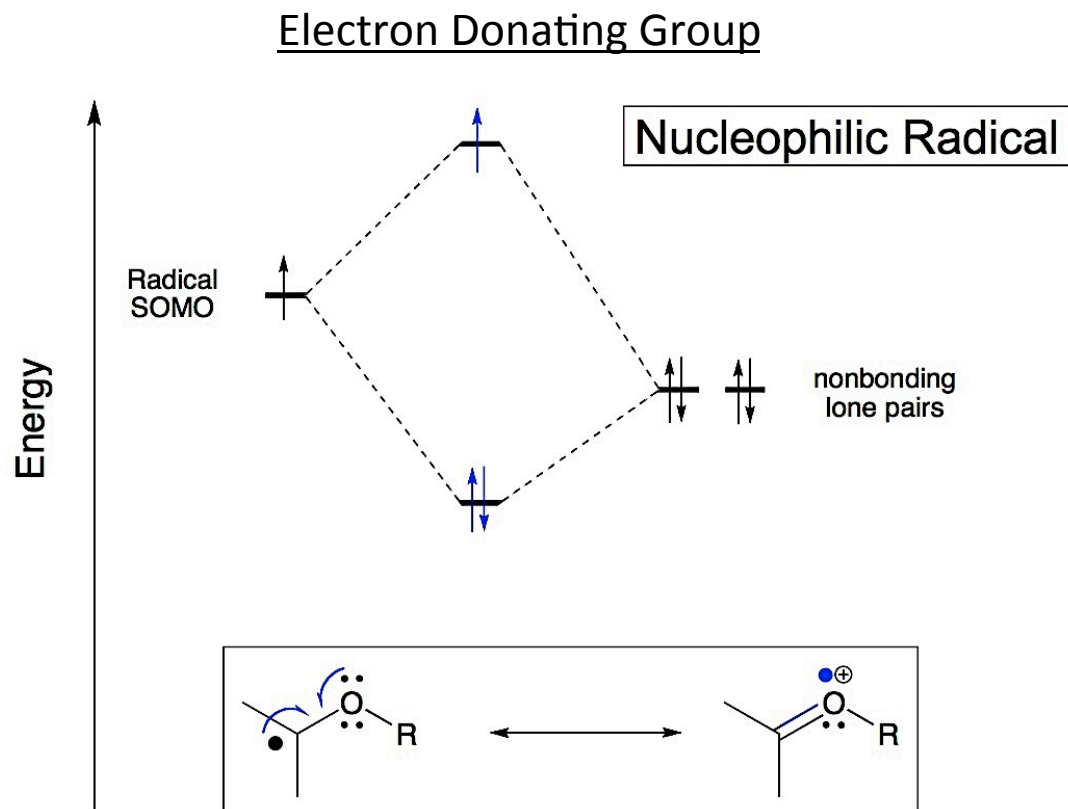 Electron Donating Group
Nucleophilic Radical
Radical
SOMO
nonbonding
lone pairs
Energy
O
R
⊕
O
R